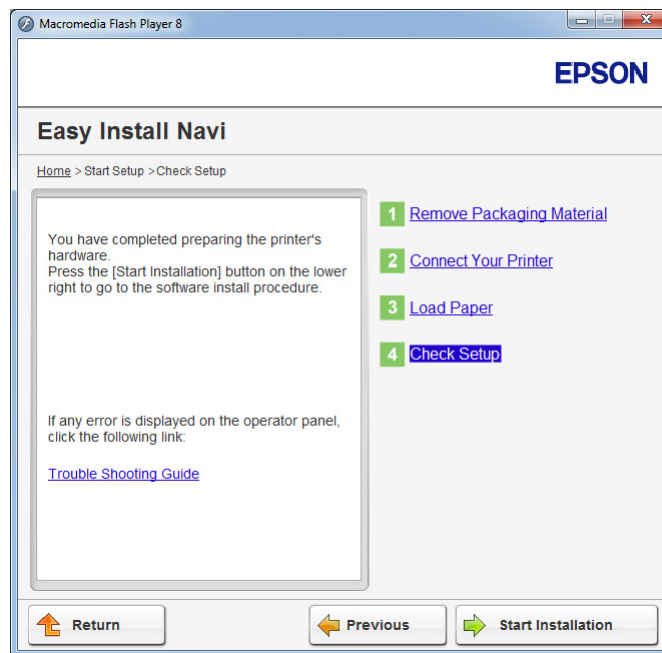 Macromedia Flash Player 8
EPSON
Easy Install Navi
Home > Start Setup >Check Setup
You have completed preparing the printer's
hardware.
Press the [Start Installation] button on the lower
right to go to the software install procedure.
If any error is displayed on the operator panel,
click the following link:
Trouble Shooting Guide
1 Remove Packaging Material
2 Connect Your Printer
3 Load Paper
4 Check Setup
Return
Previous
Start Installation